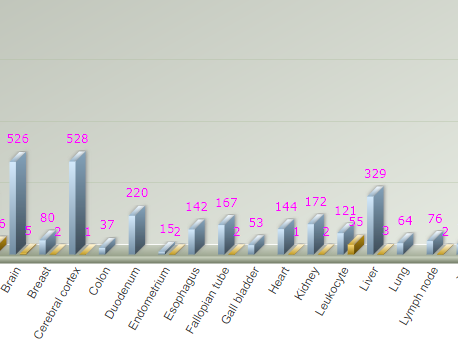 6
526
5
80
2
528
1
37
220
15
2
142
167
2
53
144
1
172
2
121
55
329
3
64
76
2
Brain
Breast
Cerebral cortex
Colon
Duodenum
Endometrium
Esophagus
Fallopian tube
Gall bladder
Heart
Kidney
Leukocyte
Liver
Lung
Lymph node